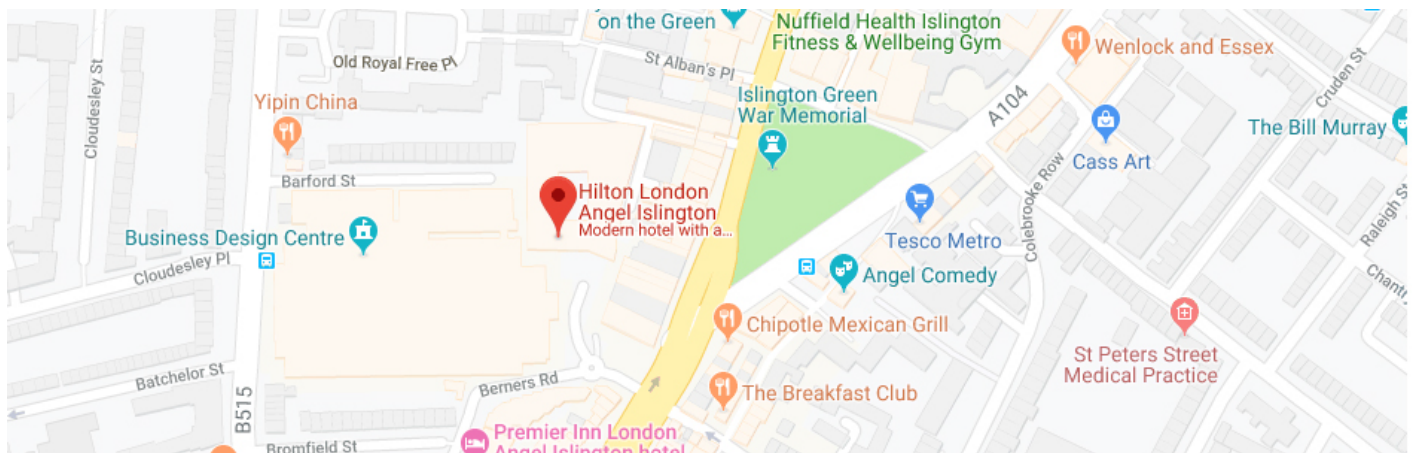 on the Green
Nuffield Health Islington
Fitness & Wellbeing Gym
Wenlock and Essex
Old Royal Free Pl
St Alban's Pl
Cruden St
Cloudesley St
Yipin China
Islington Green
War Memorial
A104
The Bill Murray
Cass Art
Barford St
Hilton London
Angel Islington
Modern hotel with a...
Colebrooke Row
Raleigh St
Business Design Centre
Tesco Metro
Cloudesley Pl
Angel Comedy
Chantry
Chipotle Mexican Grill
St Peters Street
Medical Practice
Batchelor St
Berners Rd
The Breakfast Club
B515
Bromfield St
Premier Inn London
Angel Islington hotel